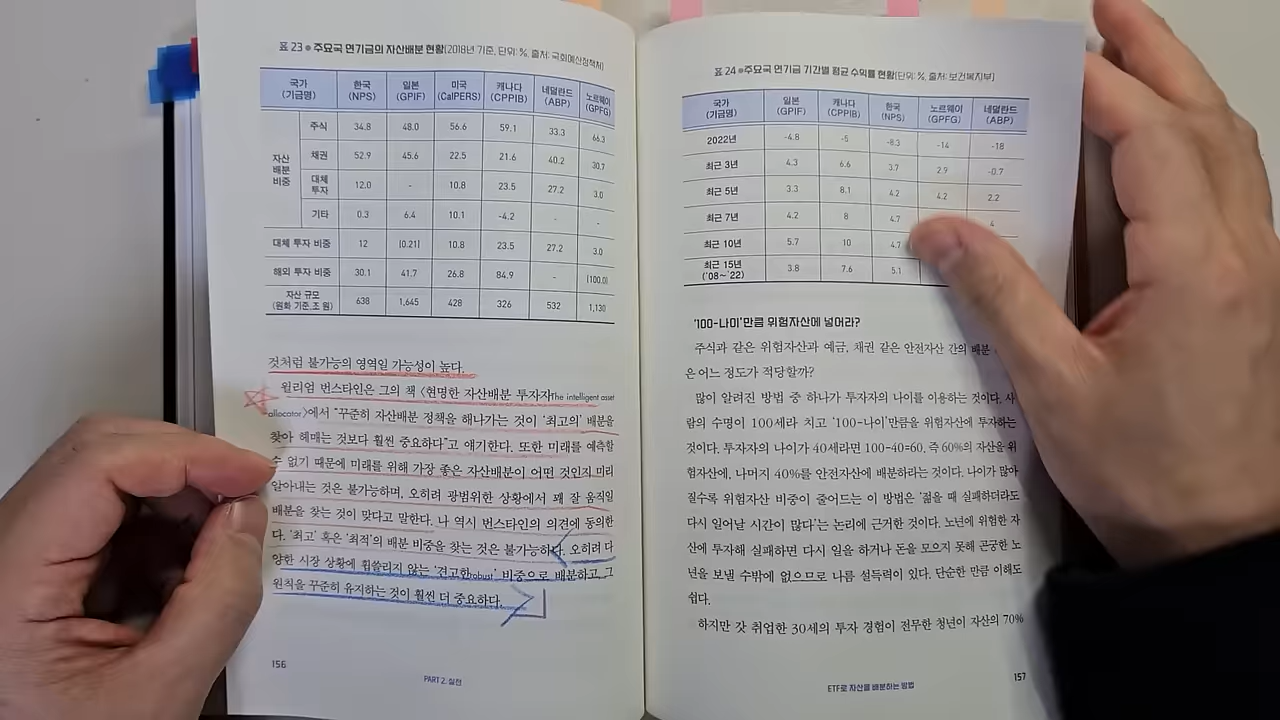 표 23 ● 주요국 연기금의 자산배분 현황(2018년 기준, 단위: %, 출처: 국회예산정책처)
국가 (기금명) 한국 (NPS) 일본 (GPIF) 미국 (CalPERS) 캐나다 (CPPIB) 네덜란드 (ABP) 노르웨이 (GPFG)
자산 배분 비중
주식 34.8 48.0 56.6 59.1 33.3 66.3
채권 52.9 45.6 22.5 21.6 40.2 30.7
대체 투자 12.0 - 10.8 23.5 27.2 3.0
기타 0.3 6.4 10.1 -4.2 - -
대체 투자 비중 12 (0.21) 10.8 23.5 27.2 3.0
해외 투자 비중 30.1 41.7 26.8 84.9 - (100.0)
자산 규모 (원화 기준, 조 원) 638 1,645 428 326 532 1,130
것처럼 불가능의 영역일 가능성이 높다.
윌리엄 번스타인은 그의 책 〈현명한 자산배분 투자자The intelligent asset
allocator〉에서 “꾸준히 자산배분 정책을 해나가는 것이 ‘최고의’ 배분을
찾아 헤매는 것보다 훨씬 중요하다”고 얘기한다. 또한 미래를 예측할
수 없기 때문에 미래를 위해 가장 좋은 자산배분이 어떤 것인지 미리
알아내는 것은 불가능하며, 오히려 광범위한 상황에서 꽤 잘 움직일
배분을 찾는 것이 맞다고 말한다. 나 역시 번스타인의 의견에 동의한
다. ‘최고’ 혹은 ‘최적’의 배분 비중을 찾는 것은 불가능하다. 오히려 다
양한 시장 상황에 휩쓸리지 않는 ‘견고한robust’ 비중으로 배분하고, 그
원칙을 꾸준히 유지하는 것이 훨씬 더 중요하다.
156
PART 2. 실전
표 24 ● 주요국 연기금 기간별 평균 수익률 현황(단위: %, 출처: 보건복지부)
국가 (기금명) 일본 (GPIF) 캐나다 (CPPIB) 한국 (NPS) 노르웨이 (GPFG) 네덜란드 (ABP)
2022년 -4.8 -5 -8.3 -14 -18
최근 3년 4.3 6.6 3.7 2.9 -0.7
최근 5년 3.3 8.1 4.2 4.2 2.2
최근 7년 4.2 8 4.7 4
최근 10년 5.7 10 4.7
최근 15년 (’08~’22) 3.8 7.6 5.1
‘100-나이’만큼 위험자산에 넣어라?
주식과 같은 위험자산과 예금, 채권 같은 안전자산 간의 배분
은 어느 정도가 적당할까?
많이 알려진 방법 중 하나가 투자자의 나이를 이용하는 것이다. 사
람의 수명이 100세라 치고 ‘100-나이’만큼을 위험자산에 투자하는
것이다. 투자자의 나이가 40세라면 100-40=60, 즉 60%의 자산을 위
험자산에, 나머지 40%를 안전자산에 배분하라는 것이다. 나이가 많아
질수록 위험자산 비중이 줄어드는 이 방법은 ‘젊을 때 실패하더라도
다시 일어날 시간이 많다’는 논리에 근거한 것이다. 노년에 위험한 자
산에 투자해 실패하면 다시 일을 하거나 돈을 모으지 못해 곤궁한 노
년을 보낼 수밖에 없으므로 나름 설득력이 있다. 단순한 만큼 이해도
쉽다.
하지만 갓 취업한 30세의 투자 경험이 전무한 청년이 자산의 70%
157
ETF로 자산을 배분하는 방법